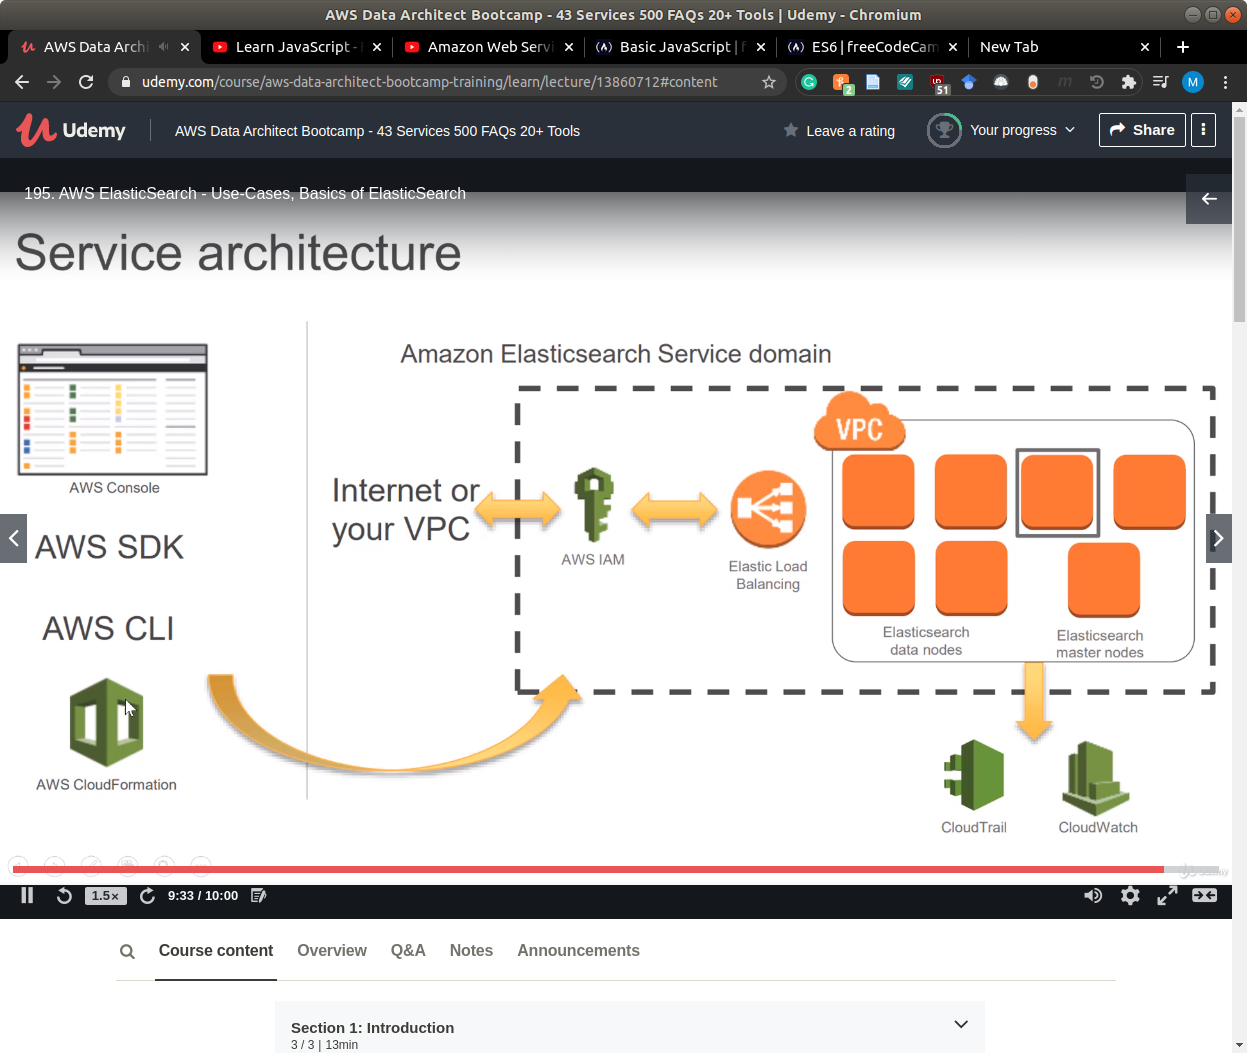 AWS Data Architect Bootcamp - 43 Services 500 FAQs 20+ Tools | Udemy - Chromium
AWS Data Archi
Learn JavaScript -
Amazon Web Servi
Basic JavaScript | f
ES6 | freeCodeCam
New Tab
udemy.com/course/aws-data-architect-bootcamp-training/learn/lecture/13860712#content
2
51
M
Udemy
AWS Data Architect Bootcamp - 43 Services 500 FAQs 20+ Tools
Leave a rating
Your progress
Share
195. AWS ElasticSearch - Use-Cases, Basics of ElasticSearch
Service architecture
Amazon Elasticsearch Service domain
VPC
AWS Console
Internet or
your VPC
AWS SDK
AWS IAM
Elastic Load
Balancing
AWS CLI
Elasticsearch
data nodes
Elasticsearch
master nodes
AWS CloudFormation
CloudTrail
CloudWatch
1.5×
9:33 / 10:00
Course content
Overview
Q&A
Notes
Announcements
Section 1: Introduction
3 / 3 | 13min